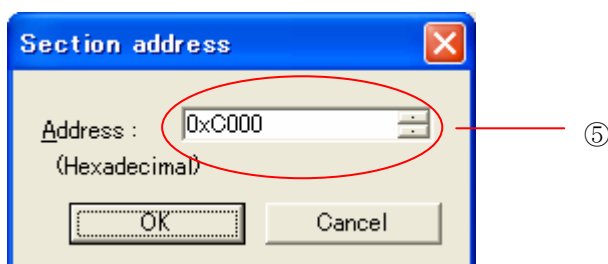 Section address
Address : 0xC000
(Hexadecimal)
⑤
OK Cancel